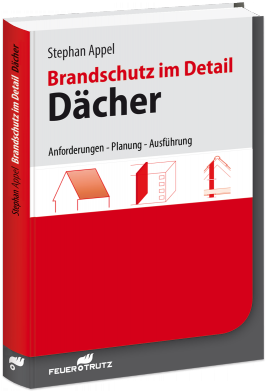 Stephan Appel
Brandschutz im Detail
Dächer
Anforderungen - Planung - Ausführung
FEUERTRUTZ
Stephan Appel Brandschutz im Detail Dächer